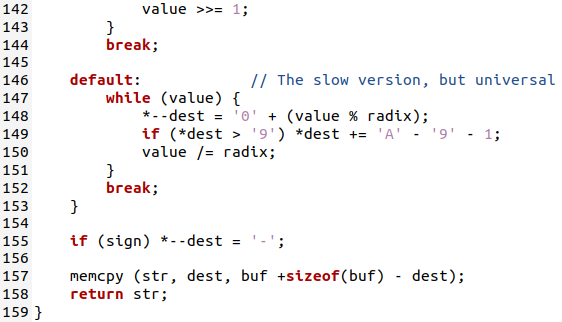 142             value >>= 1;
143         }
144         break;
145
146     default:            // The slow version, but universal
147         while (value) {
148             *--dest = '0' + (value % radix);
149             if (*dest > '9') *dest += 'A' - '9' - 1;
150             value /= radix;
151         }
152         break;
153     }
154
155     if (sign) *--dest = '-';
156
157     memcpy (str, dest, buf +sizeof(buf) - dest);
158     return str;
159 }